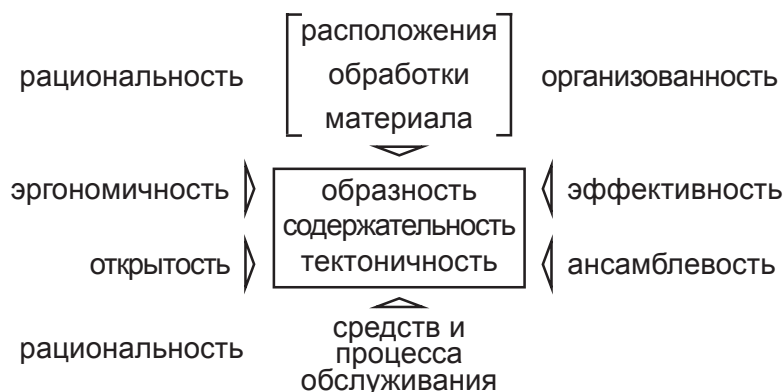 расположения
рациональность обработки организованность
материала
эргономичность образность эффективность
содержательность
открытость тектоничность ансамблевость
средств и
рациональность процесса
обслуживания